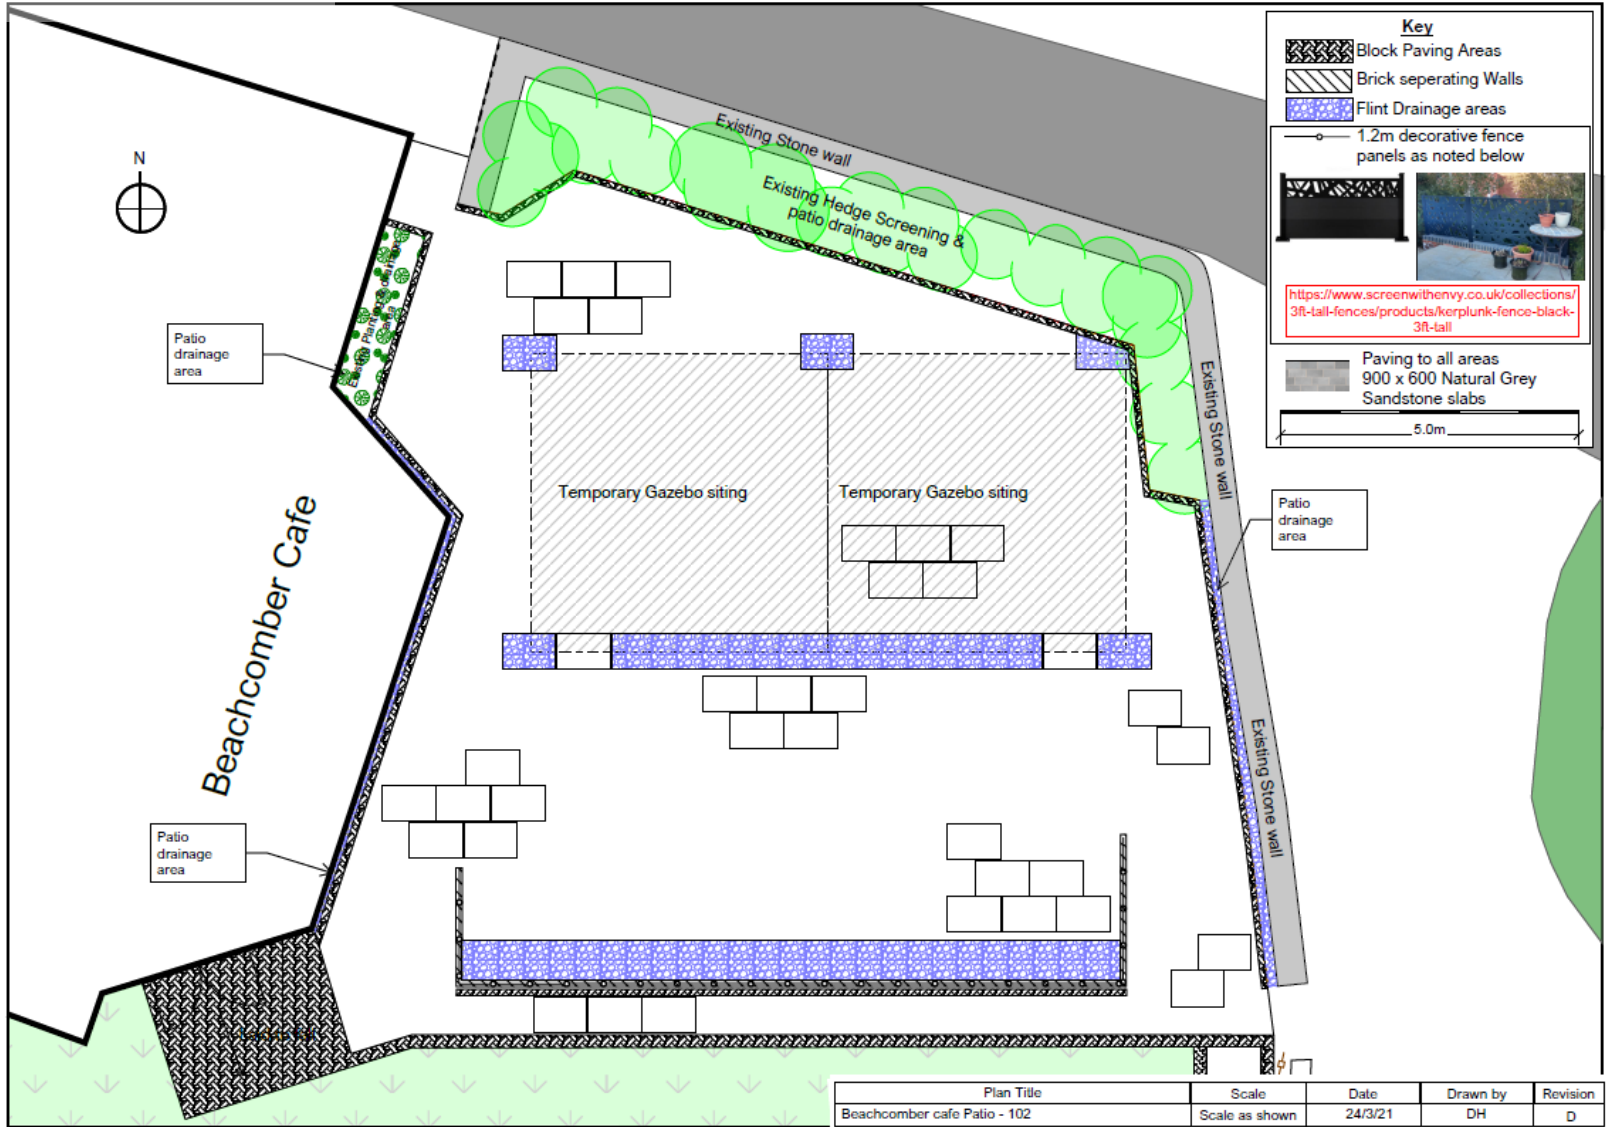 Key
Block Paving Areas
Brick seperating Walls
Flint Drainage areas
1.2m decorative fence
panels as noted below
https://www.screenwithenvy.co.uk/collections/
3ft-tall-fences/products/kerplunk-fence-black-
3ft-tall
Paving to all areas
900 x 600 Natural Grey
Sandstone slabs
5.0m
N
Existing Stone wall
Existing Hedge Screening &
patio drainage area
Existing Planting & drainage
area
Patio
drainage
area
Existing Stone wall
Temporary Gazebo siting
Temporary Gazebo siting
Patio
drainage
area
Beachcomber Cafe
Existing Stone wall
Patio
drainage
area
Plan Title
Scale
Date
Drawn by
Revision
Beachcomber cafe Patio - 102
Scale as shown
24/3/21
DH
D